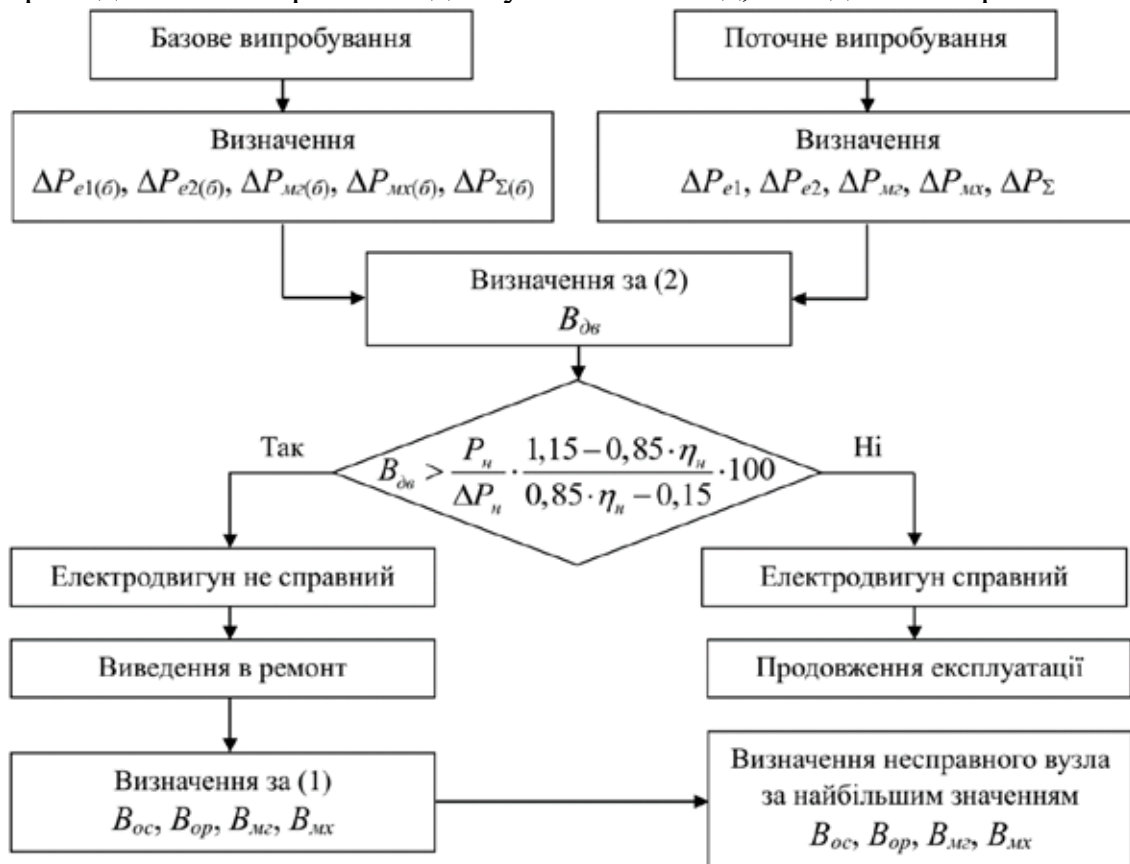 Базове випробування
Поточне випробування
Визначення
ΔPе1(б), ΔPе2(б), ΔPмг(б), ΔPмх(б), ΔPΣ(б)
Визначення
ΔPе1, ΔPе2, ΔPмг, ΔPмх, ΔPΣ
Визначення за (2)
Bдв
Так
Bдв > Pн/ΔPн · (1,15 − 0,85 · ηн)/(0,85 · ηн − 0,15) · 100
Ні
Електродвигун не справний
Електродвигун справний
Виведення в ремонт
Продовження експлуатації
Визначення за (1)
Bос, Bор, Bмг, Bмх
Визначення несправного вузла
за найбільшим значенням
Bос, Bор, Bмг, Bмх